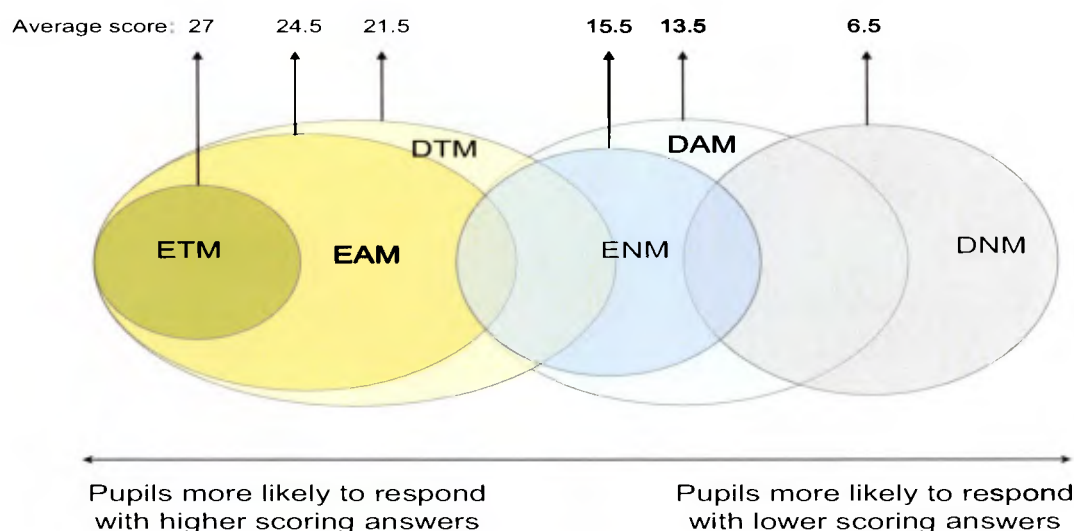 Average score: 27 24.5 21.5 15.5 13.5 6.5
DTM DAM
ETM EAM ENM DNM
Pupils more likely to respond
with higher scoring answers
Pupils more likely to respond
with lower scoring answers